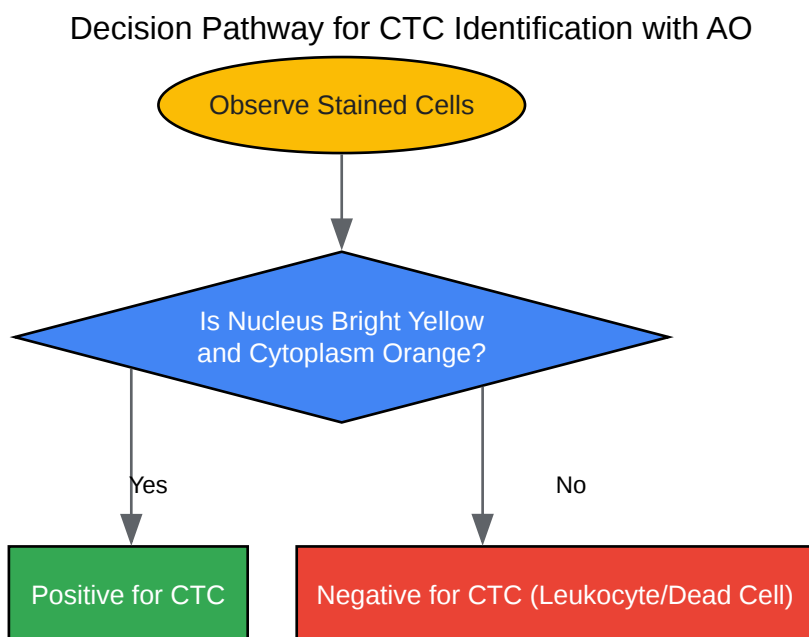 Decision Pathway for CTC Identification with AO
Observe Stained Cells
Is Nucleus Bright Yellow
and Cytoplasm Orange?
Yes
No
Positive for CTC
Negative for CTC (Leukocyte/Dead Cell)